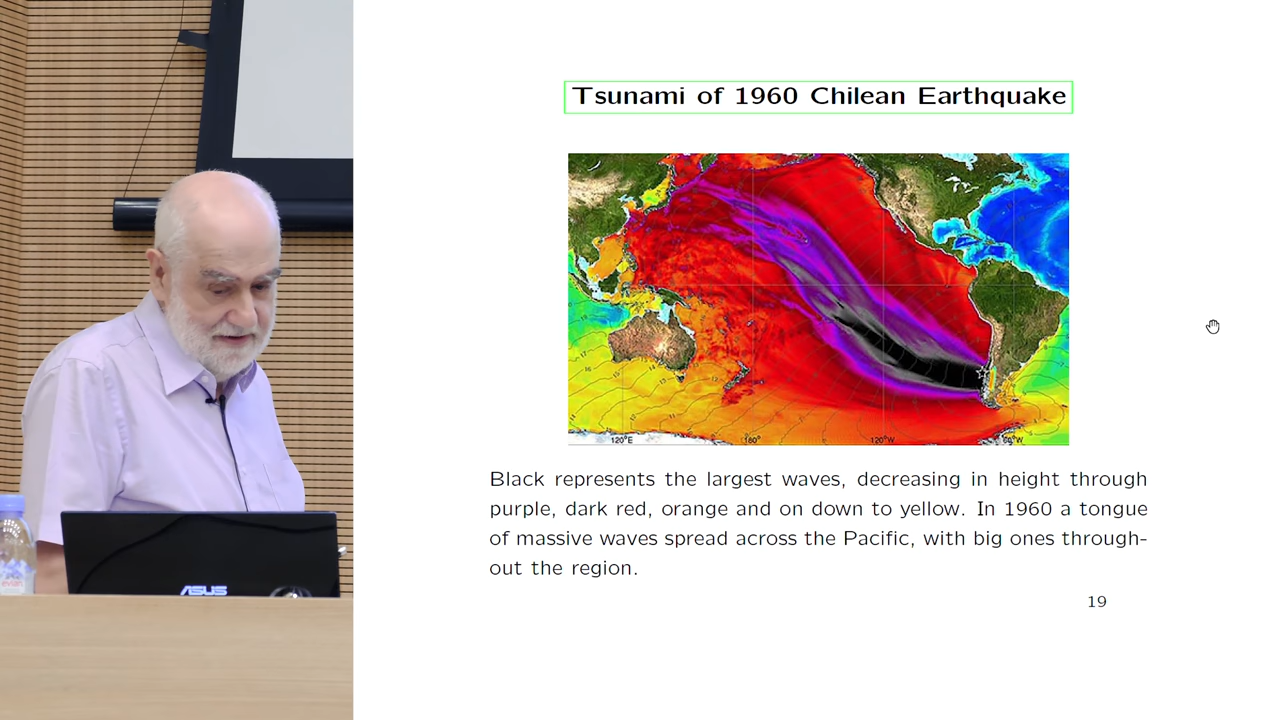 Tsunami of 1960 Chilean Earthquake
120°E
180°
120°W
60°W
Black represents the largest waves, decreasing in height through
purple, dark red, orange and on down to yellow. In 1960 a tongue
of massive waves spread across the Pacific, with big ones through-
out the region.
19
evian
ASUS